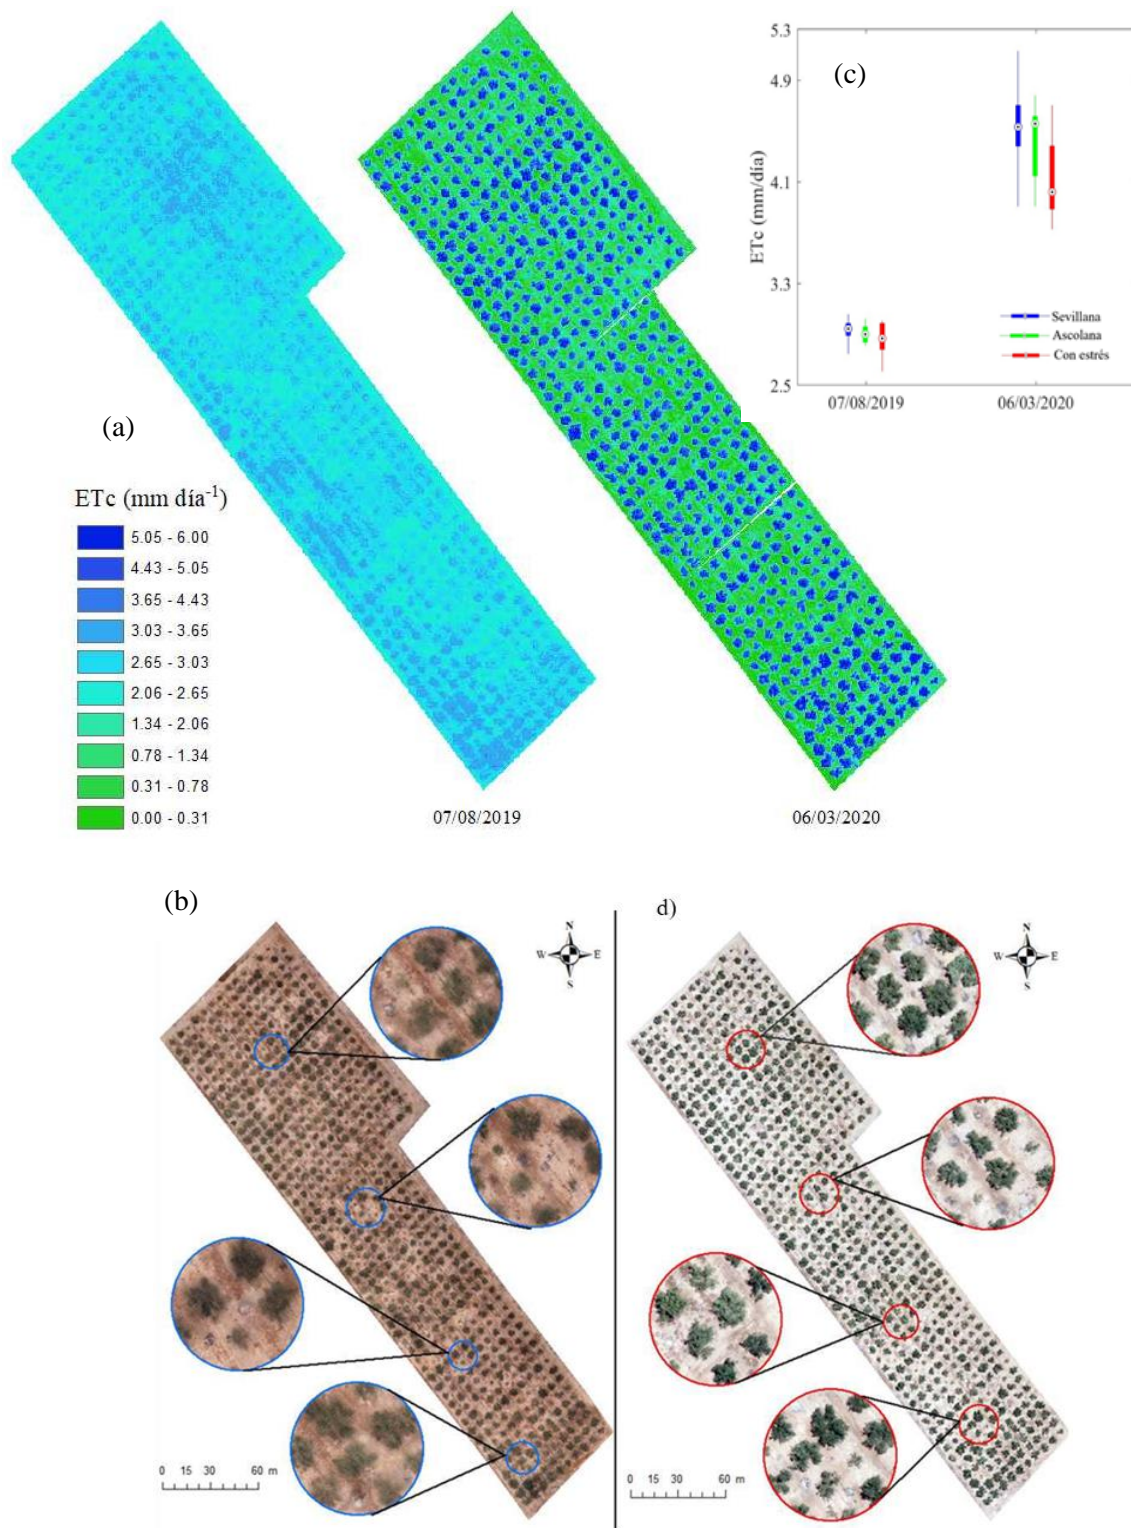 (c)
5.3
4.9
4.1
3.3
2.5
ETc (mm/día)
Sevillana
Ascolana
Con estrés
07/08/2019
06/03/2020
(a)
ETc (mm día-1)
5.05 - 6.00
4.43 - 5.05
3.65 - 4.43
3.03 - 3.65
2.65 - 3.03
2.06 - 2.65
1.34 - 2.06
0.78 - 1.34
0.31 - 0.78
0.00 - 0.31
07/08/2019
06/03/2020
(b)
N
W E
S
0 15 30 60 m
d)
N
W E
S
0 15 30 60 m